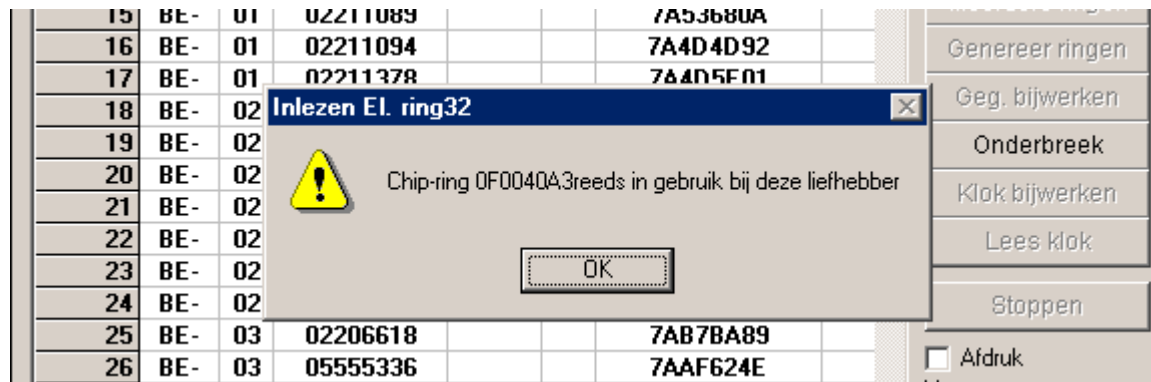 15 BE- 01 02211089 7A53680A
16 BE- 01 02211094 7A4D4D92
Genereer ringen
17 BE- 01 02211378 7A4D5E01
18 BE- 02
Inlezen El. ring32
Geg. bijwerken
19 BE- 02
Onderbreek
20 BE- 02
Chip-ring 0F0040A3reeds in gebruik bij deze liefhebber
21 BE- 02
Klok bijwerken
22 BE- 02
Lees klok
23 BE- 02
OK
24 BE- 02
Stoppen
25 BE- 03 02206618 7AB7BA89
26 BE- 03 05555336 7AAF624E
Afdruk